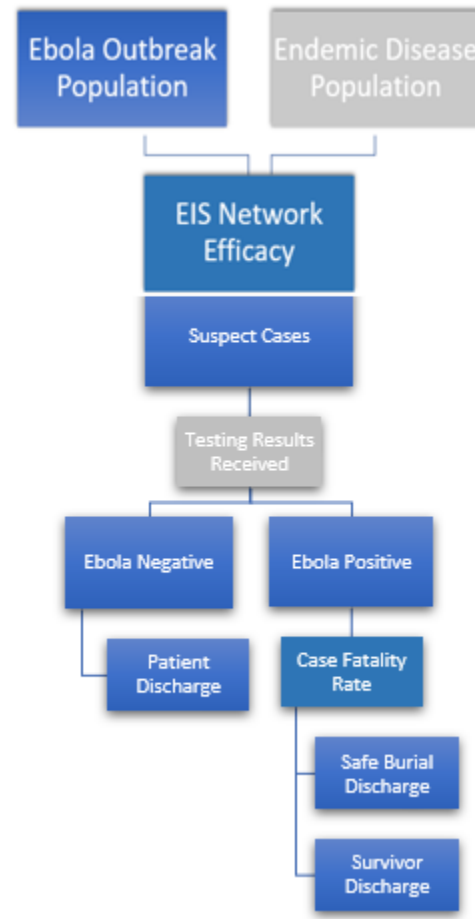 Ebola Outbreak
Population
Endemic Disease
Population
EIS Network
Efficacy
Suspect Cases
Testing Results
Received
Ebola Negative
Ebola Positive
Patient
Discharge
Case Fatality
Rate
Safe Burial
Discharge
Survivor
Discharge